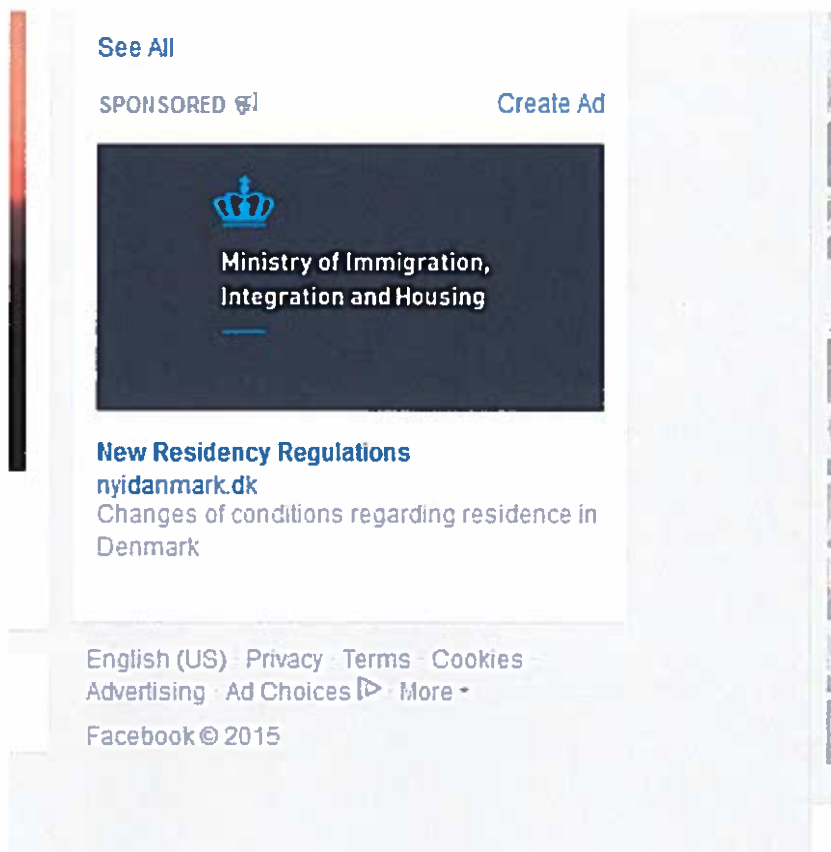 See All
SPONSORED
Create Ad
Ministry of Immigration,
Integration and Housing
New Residency Regulations
nyidanmark.dk
Changes of conditions regarding residence in
Denmark
English (US) · Privacy · Terms · Cookies ·
Advertising · Ad Choices · More
Facebook © 2015